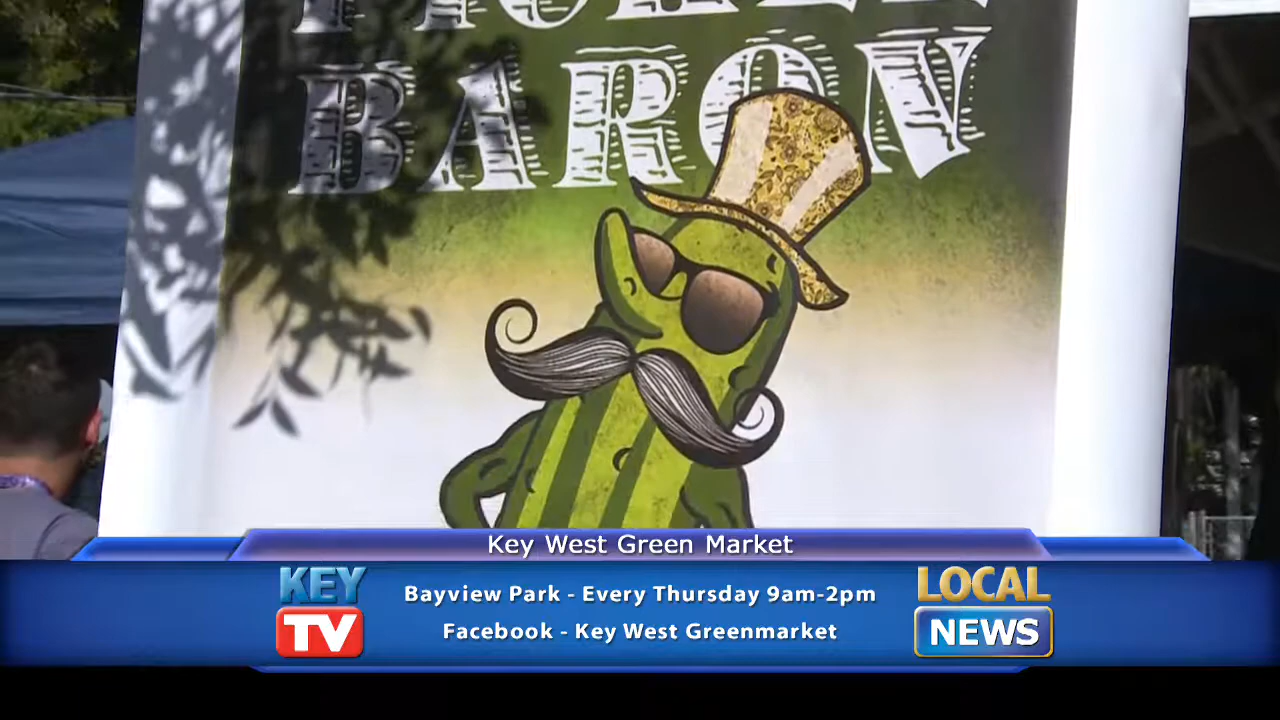 BARON
Key West Green Market
KEY
TV
Bayview Park - Every Thursday 9am-2pm
Facebook - Key West Greenmarket
LOCAL
NEWS